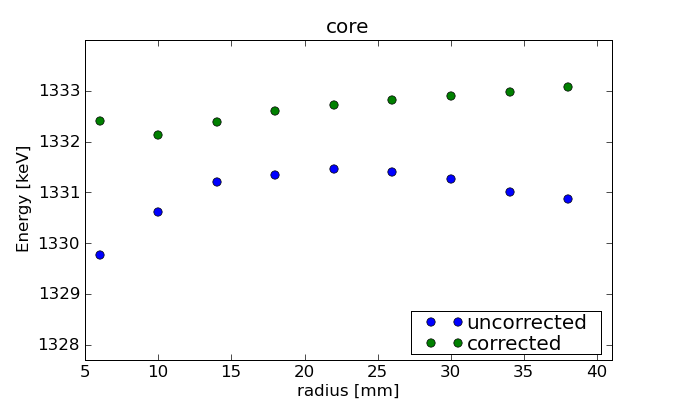 core
Energy [keV]
1333
1332
1331
1330
1329
1328
uncorrected
corrected
5 10 15 20 25 30 35 40
radius [mm]